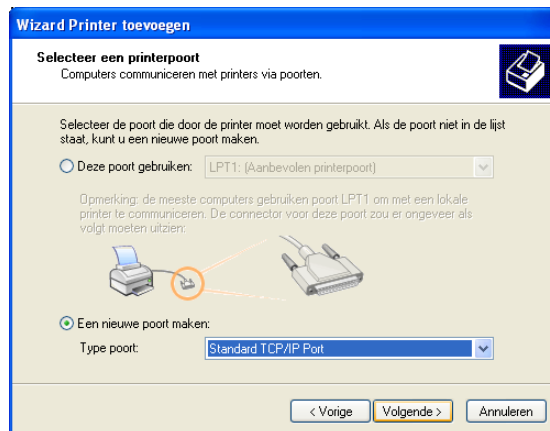 Wizard Printer toevoegen
Selecteer een printerpoort
Computers communiceren met printers via poorten.
Selecteer de poort die door de printer moet worden gebruikt. Als de poort niet in de lijst
staat, kunt u een nieuwe poort maken.
Deze poort gebruiken: LPT1: (Aanbevolen printerpoort)
Opmerking: de meeste computers gebruiken poort LPT1 om met een lokale
printer te communiceren. De connector voor deze poort zou er ongeveer als
volgt moeten uitzien:
Een nieuwe poort maken:
Type poort: Standard TCP/IP Port
< Vorige Volgende > Annuleren